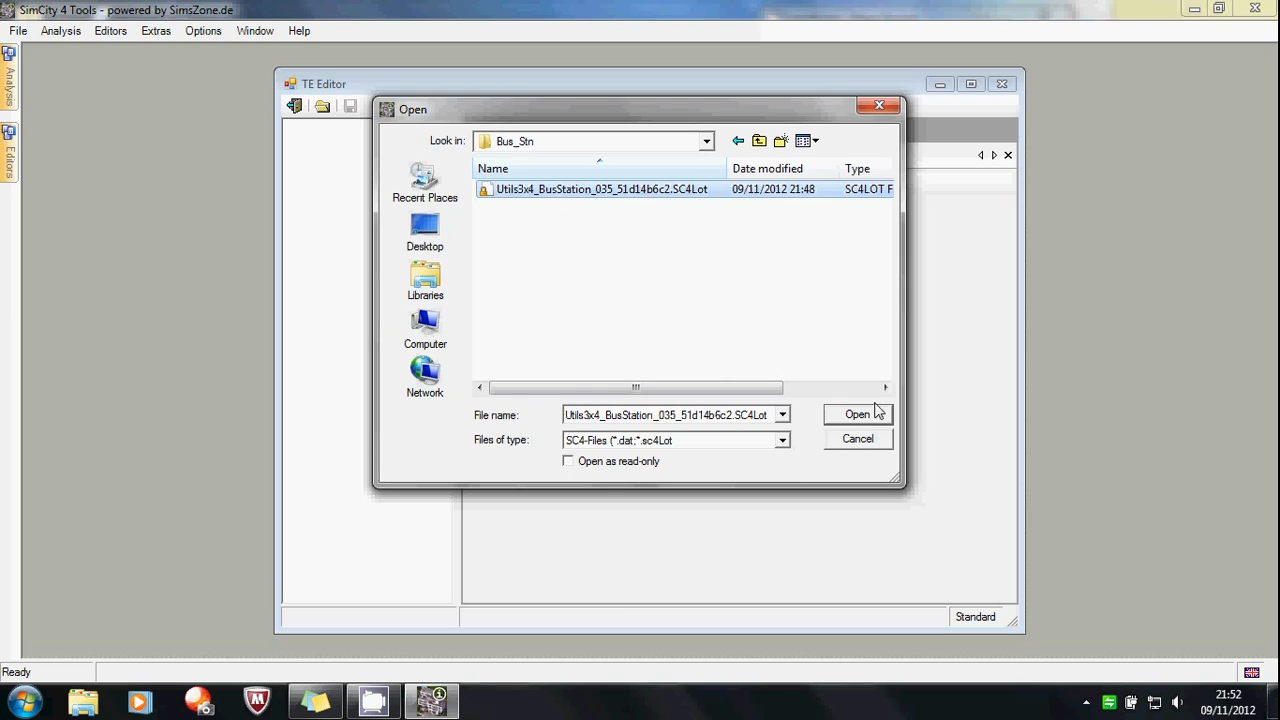 SimCity 4 Tools - powered by SimsZone.de
File Analysis Editors Extras Options Window Help
Analysis
Editors
TE Editor
Open
Look in: Bus_Stn
Name Date modified Type
Utils3x4_BusStation_035_51d14b6c2.SC4Lot 09/11/2012 21:48 SC4LOT F
Recent Places
Desktop
Libraries
Computer
Network
File name: Utils3x4_BusStation_035_51d14b6c2.SC4Lot Open
Files of type: SC4-Files (*.dat;*.sc4Lot Cancel
Open as read-only
Standard
Ready
21:52
09/11/2012